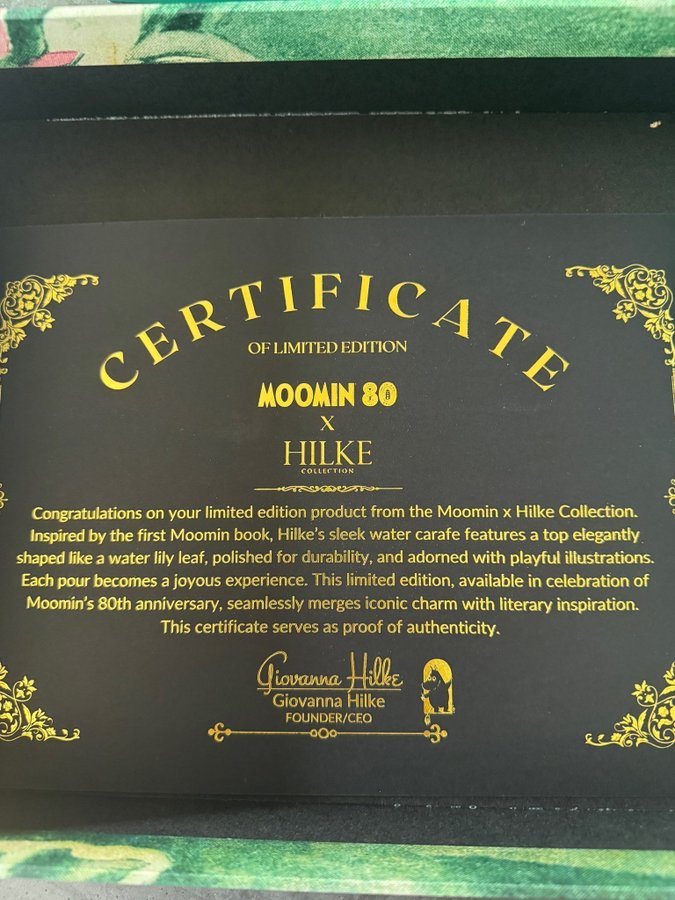 CERTIFICATE
OF LIMITED EDITION
MOOMIN 80
X
HILKE
COLLECTION
Congratulations on your limited edition product from the Moomin x Hilke Collection.
Inspired by the first Moomin book, Hilke's sleek water carafe features a top elegantly
shaped like a water lily leaf, polished for durability, and adorned with playful illustrations.
Each pour becomes a joyous experience. This limited edition, available in celebration of
Moomin's 80th anniversary, seamlessly merges iconic charm with literary inspiration.
This certificate serves as proof of authenticity.
Giovanna Hilke
Giovanna Hilke
FOUNDER/CEO